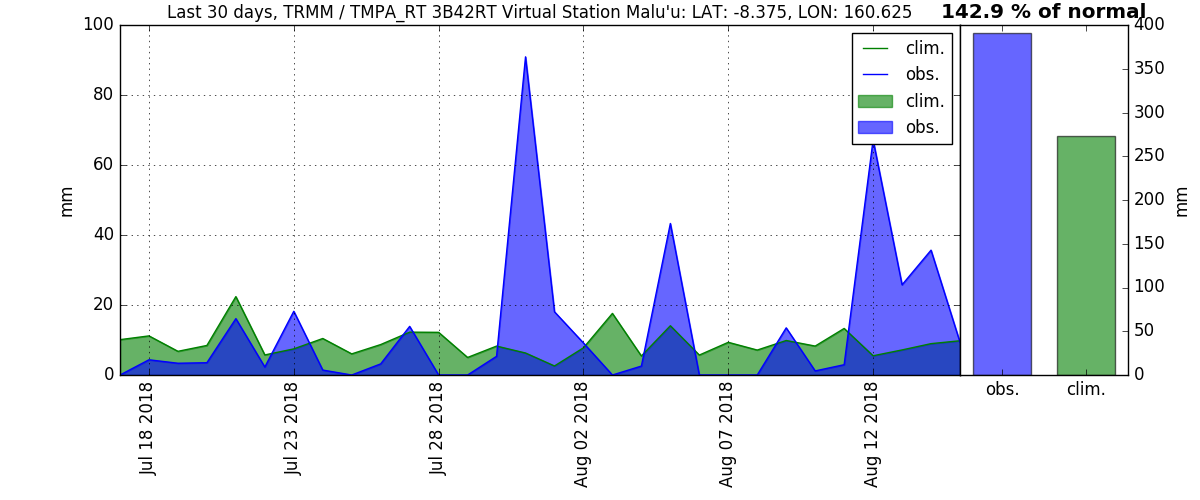 Last 30 days, TRMM / TMPA_RT 3B42RT Virtual Station Malu'u: LAT: -8.375, LON: 160.625
142.9 % of normal
mm
100
80
60
40
20
0
Jul 18 2018
Jul 23 2018
Jul 28 2018
Aug 02 2018
Aug 07 2018
Aug 12 2018
clim.
obs.
clim.
obs.
400
350
300
250
200
150
100
50
0
mm
obs.
clim.